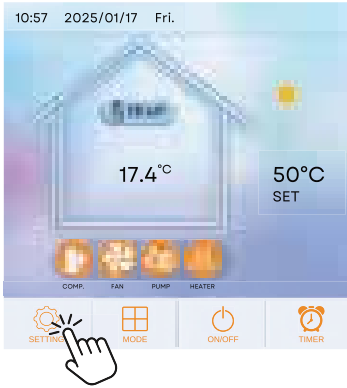 10:57 2025/01/17 Fri.
17.4°C
50°C
SET
COMP. FAN PUMP HEATER
SETTING MODE ON/OFF TIMER